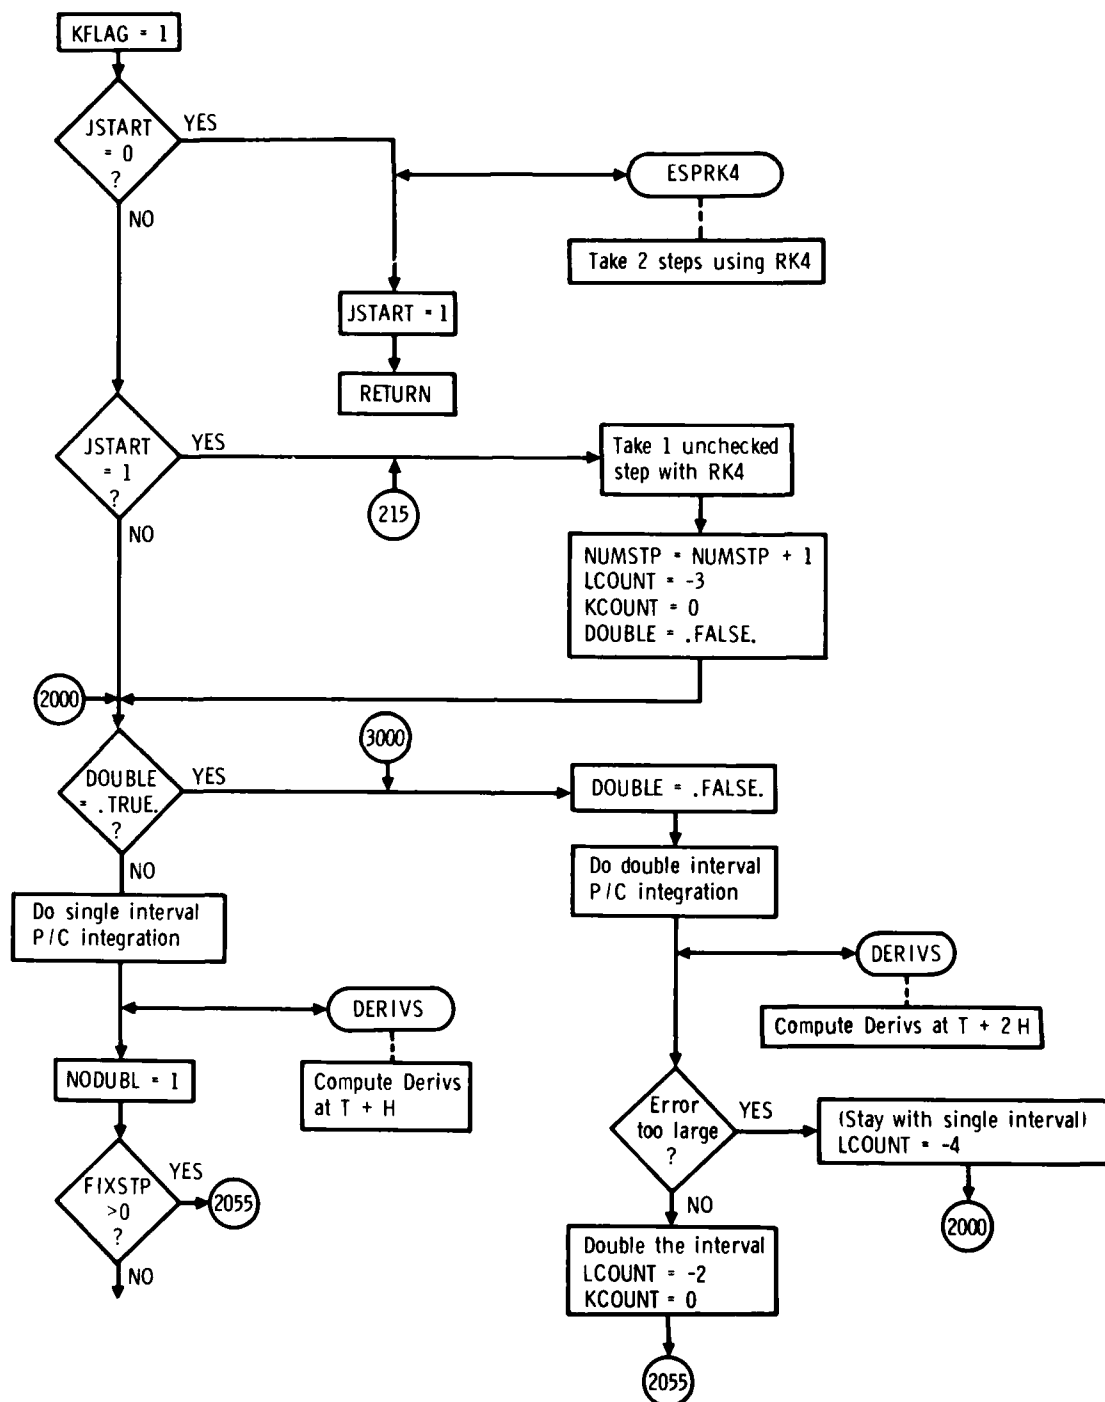 KFLAG = 1
JSTART
= 0
?
YES
NO
ESPRK4
Take 2 steps using RK4
JSTART = 1
RETURN
JSTART
= 1
?
YES
NO
215
Take 1 unchecked
step with RK4
NUMSTP = NUMSTP + 1
LCOUNT = -3
KCOUNT = 0
DOUBLE = .FALSE.
2000
3000
DOUBLE
= .TRUE.
?
YES
NO
DOUBLE = .FALSE.
Do double interval
P/C integration
Do single interval
P/C integration
DERIVS
Compute Derivs at T + 2H
DERIVS
Compute Derivs
at T + H
NODUBL = 1
Error
too large
?
YES
NO
(Stay with single interval)
LCOUNT = -4
2000
FIXSTP
>0
?
YES
2055
NO
Double the interval
LCOUNT = -2
KCOUNT = 0
2055